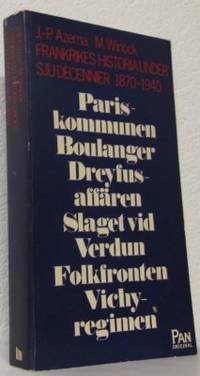 J.-P. Azema M. Winock
FRANKRIKES HISTORIA UNDER
SJU DECENNIER 1870-1940
Paris-
kommunen
Boulanger
Dreyfus-
affären
Slaget vid
Verdun
Folkfronten
Vichy-
regimen
PAN
ORIGINAL